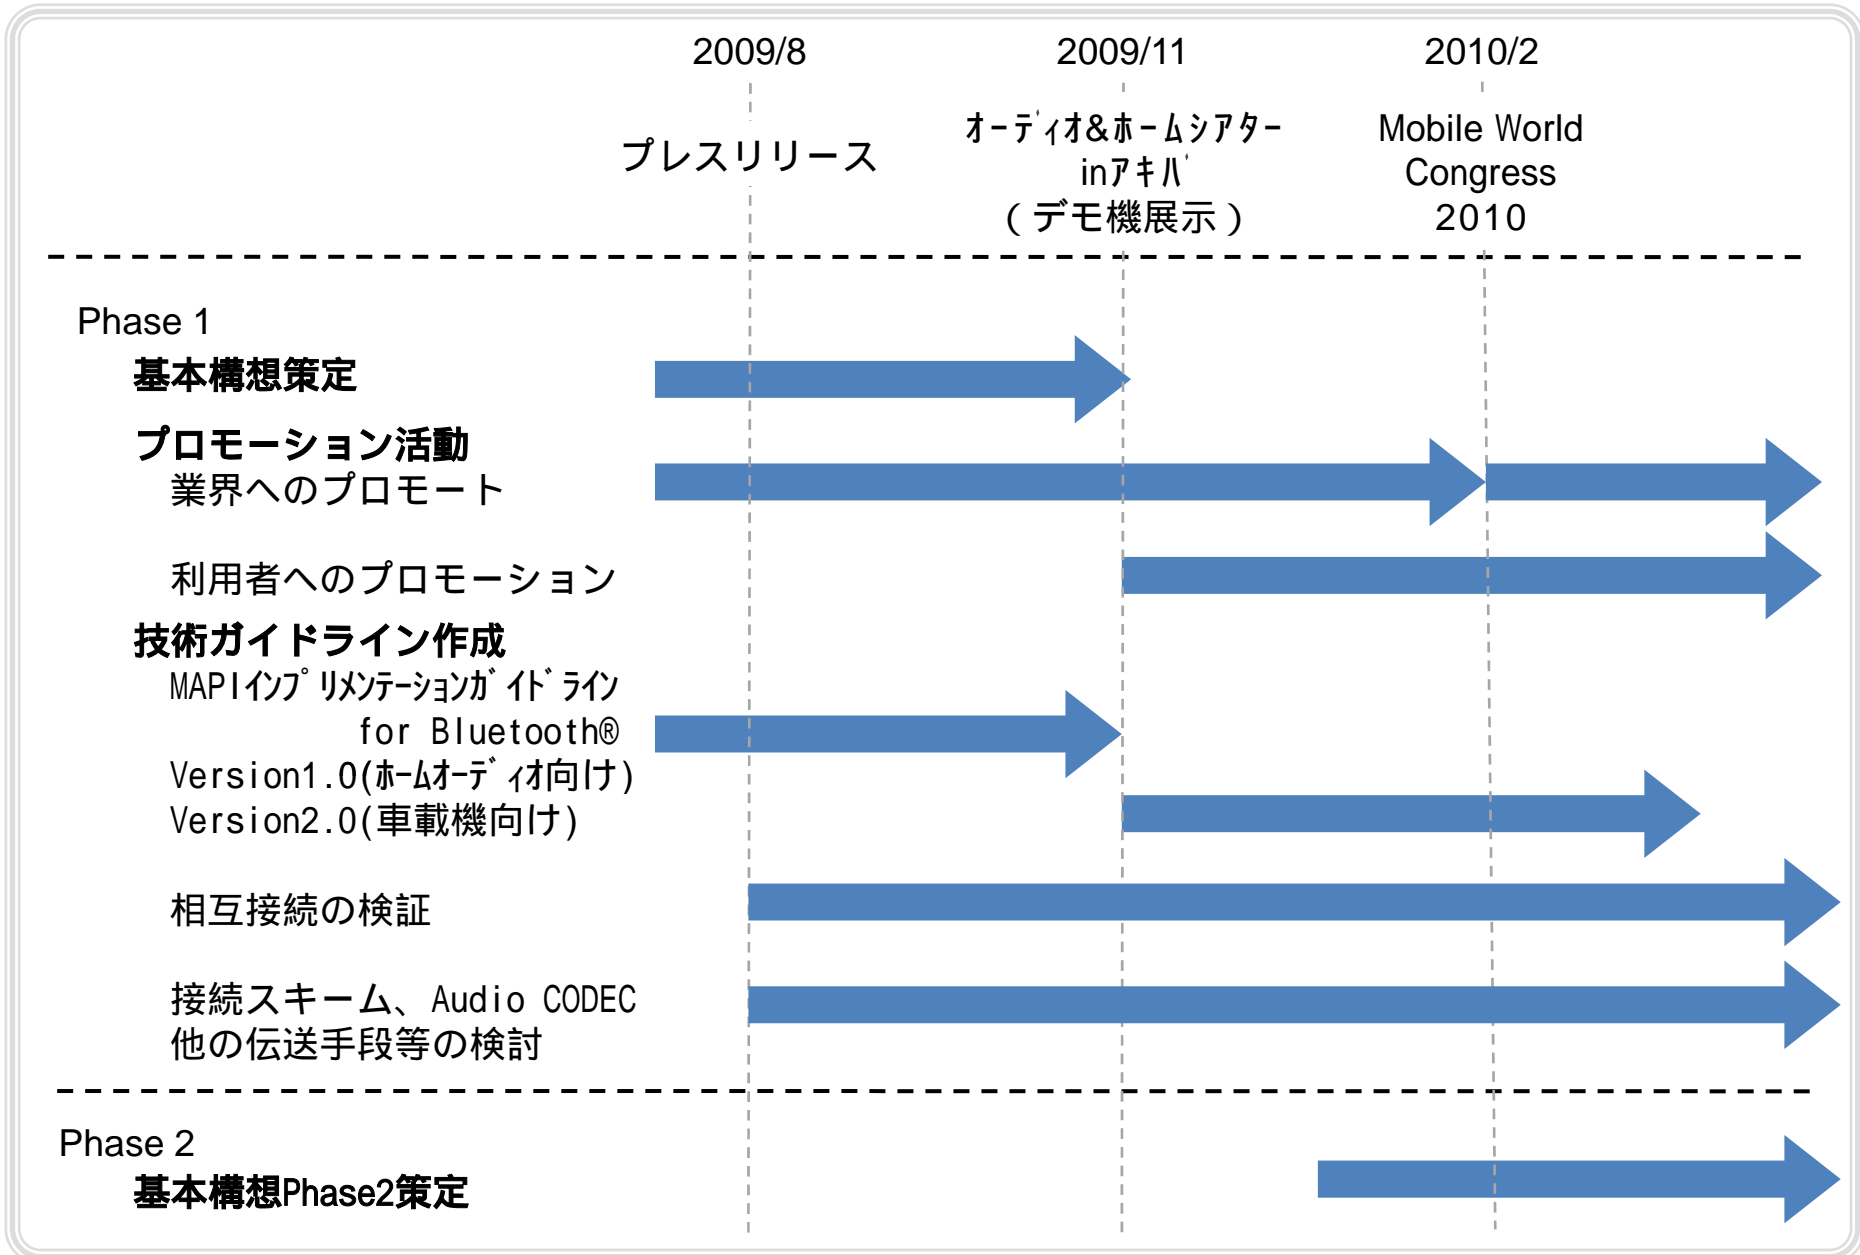 2009/8 2009/11 2010/2
プレスリリース
ｵｰﾃﾞｨｵ&ﾎｰﾑｼｱﾀｰ
inｱｷﾊﾞ
(デモ機展示)
Mobile World
Congress
2010
Phase 1
基本構想策定
プロモーション活動
業界へのプロモート
利用者へのプロモーション
技術ガイドライン作成
MAPIｲﾝﾌﾟﾘﾒﾝﾃｰｼｮﾝｶﾞｲﾄﾞﾗｲﾝ
for Bluetooth®
Version1.0(ﾎｰﾑｵｰﾃﾞｨｵ向け)
Version2.0(車載機向け)
相互接続の検証
接続スキーム、Audio CODEC
他の伝送手段等の検討
Phase 2
基本構想Phase2策定